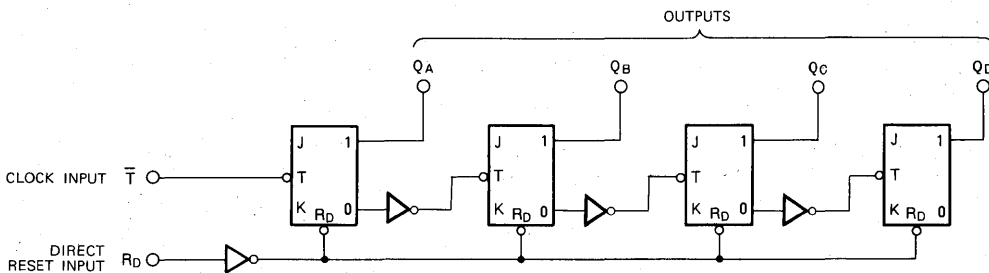 OUTPUTS
QA QB QC QD
J 1 J 1 J 1 J 1
CLOCK INPUT T̅ T T T T
K RD 0 K RD 0 K RD 0 K RD 0
DIRECT
RESET INPUT RD